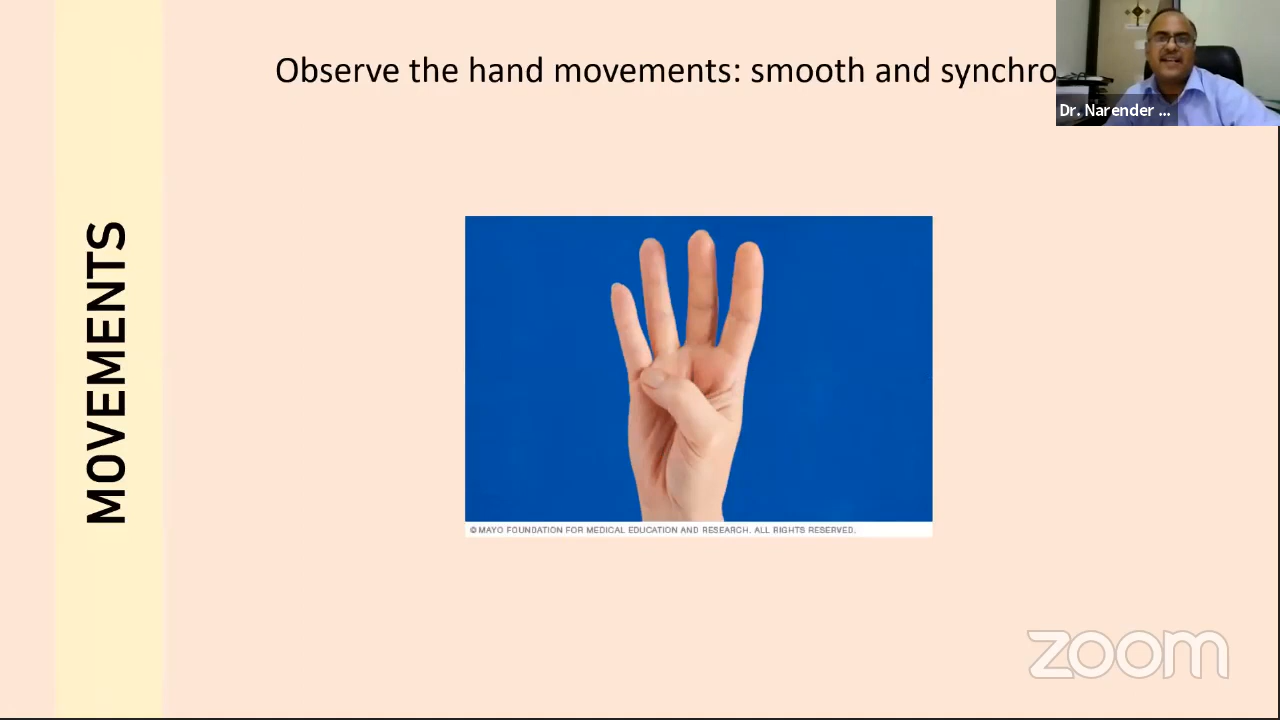 Observe the hand movements: smooth and synchro
Dr. Narender ...
MOVEMENTS
© MAYO FOUNDATION FOR MEDICAL EDUCATION AND RESEARCH. ALL RIGHTS RESERVED.
zoom